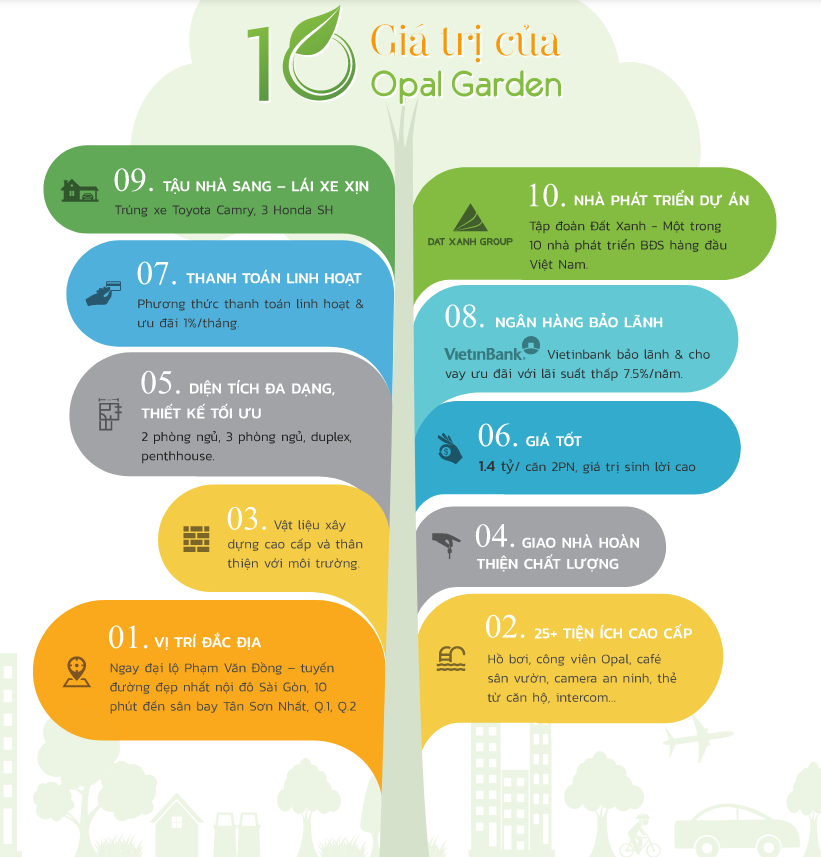 10 Giá trị của
Opal Garden
09. TẬU NHÀ SANG – LÁI XE XỊN
Trúng xe Toyota Camry, 3 Honda SH
10. NHÀ PHÁT TRIỂN DỰ ÁN
DAT XANH GROUP
Tập đoàn Đất Xanh - Một trong
10 nhà phát triển BĐS hàng đầu
Việt Nam.
07. THANH TOÁN LINH HOẠT
Phương thức thanh toán linh hoạt &
ưu đãi 1%/tháng.
08. NGÂN HÀNG BẢO LÃNH
VietinBank Vietinbank bảo lãnh & cho
vay ưu đãi với lãi suất thấp 7.5%/năm.
05. DIỆN TÍCH ĐA DẠNG,
THIẾT KẾ TỐI ƯU
2 phòng ngủ, 3 phòng ngủ, duplex,
penthhouse.
06. GIÁ TỐT
1.4 tỷ/ căn 2PN, giá trị sinh lời cao
03. Vật liệu xây
dựng cao cấp và thân
thiện với môi trường.
04. GIAO NHÀ HOÀN
THIỆN CHẤT LƯỢNG
01. VỊ TRÍ ĐẮC ĐỊA
Ngay đại lộ Phạm Văn Đồng – tuyến
đường đẹp nhất nội đô Sài Gòn, 10
phút đến sân bay Tân Sơn Nhất, Q.1, Q.2
02. 25+ TIỆN ÍCH CAO CẤP
Hồ bơi, công viên Opal, café
sân vườn, camera an ninh, thẻ
từ căn hộ, intercom...